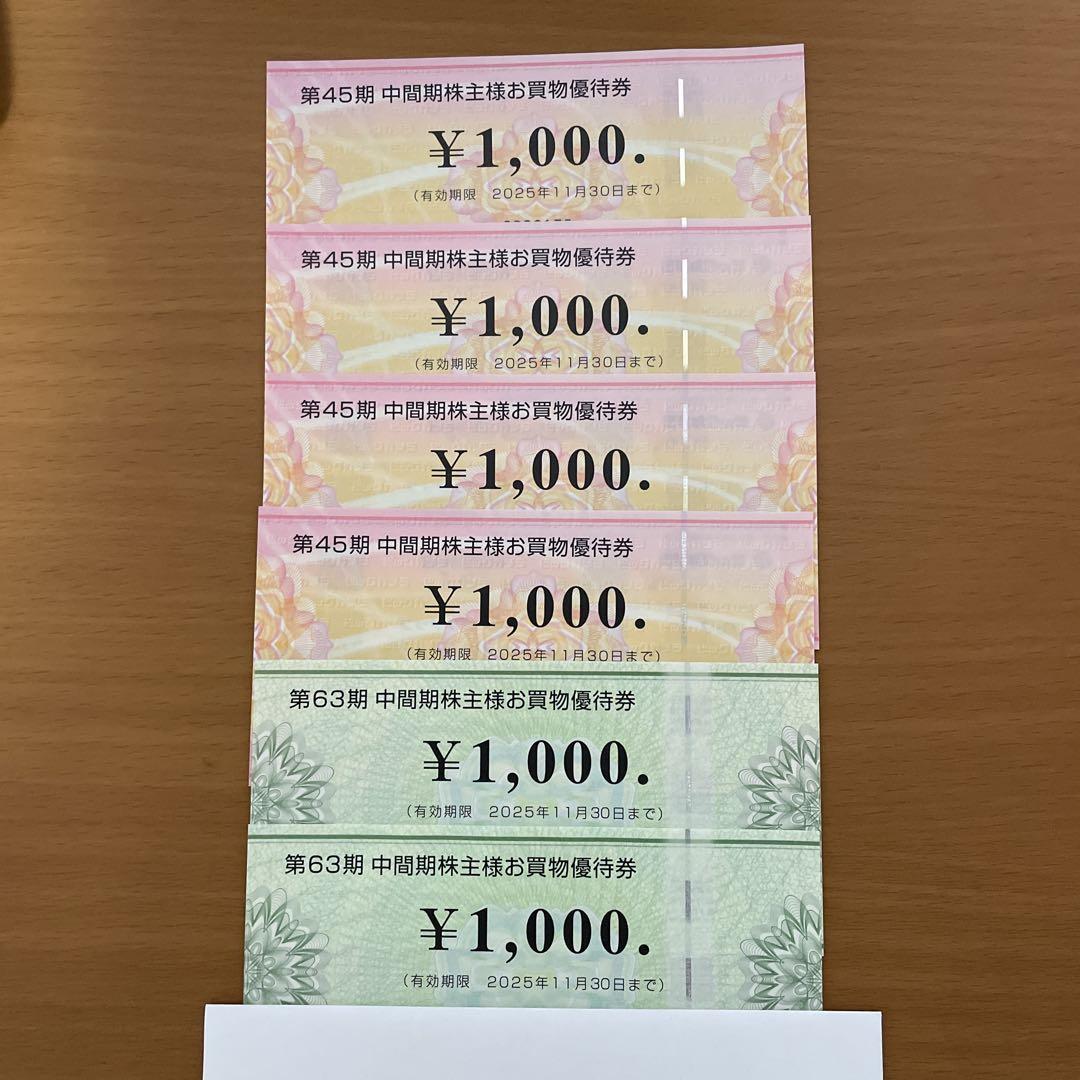 第45期 中間期株主様お買物優待券
¥1,000.
（有効期限　2025年11月30日まで）
第45期 中間期株主様お買物優待券
¥1,000.
（有効期限　2025年11月30日まで）
第45期 中間期株主様お買物優待券
¥1,000.
第45期 中間期株主様お買物優待券
¥1,000.
（有効期限　2025年11月30日まで）
第63期 中間期株主様お買物優待券
¥1,000.
（有効期限　2025年11月30日まで）
第63期 中間期株主様お買物優待券
¥1,000.
（有効期限　2025年11月30日まで）